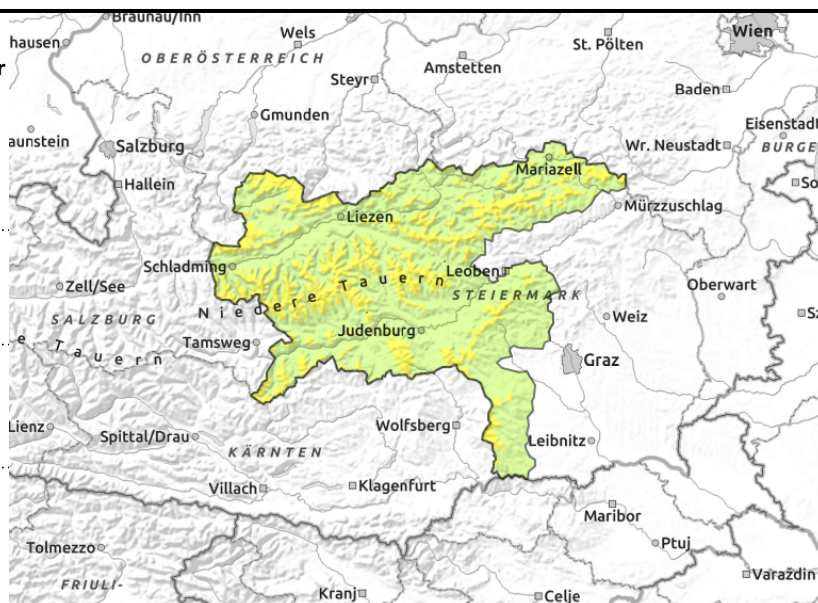 Braunau/Inn
hausen
Wels
Wien
OBERÖSTERREICH
St. Pölten
r
Amstetten
Steyr
Baden
Gmunden
Eisenstadt
aunstein
Salzburg
Wr. Neustadt
BURGE
Mariazell
Hallein
So
Liezen
Mürzzuschlag
Schladming
Leoben
Zell/See
Niedere Tauern
STEIERMARK
Oberwart
SALZBURG
Weiz
Sz
Judenburg
Tamsweg
e Tauern
Graz
Lienz
Spittal/Drau
Wolfsberg
Leibnitz
KÄRNTEN
Villach
Klagenfurt
Maribor
Tolmezzo
Ptuj
Varaždin
FRIULI-
Kranj
Celje